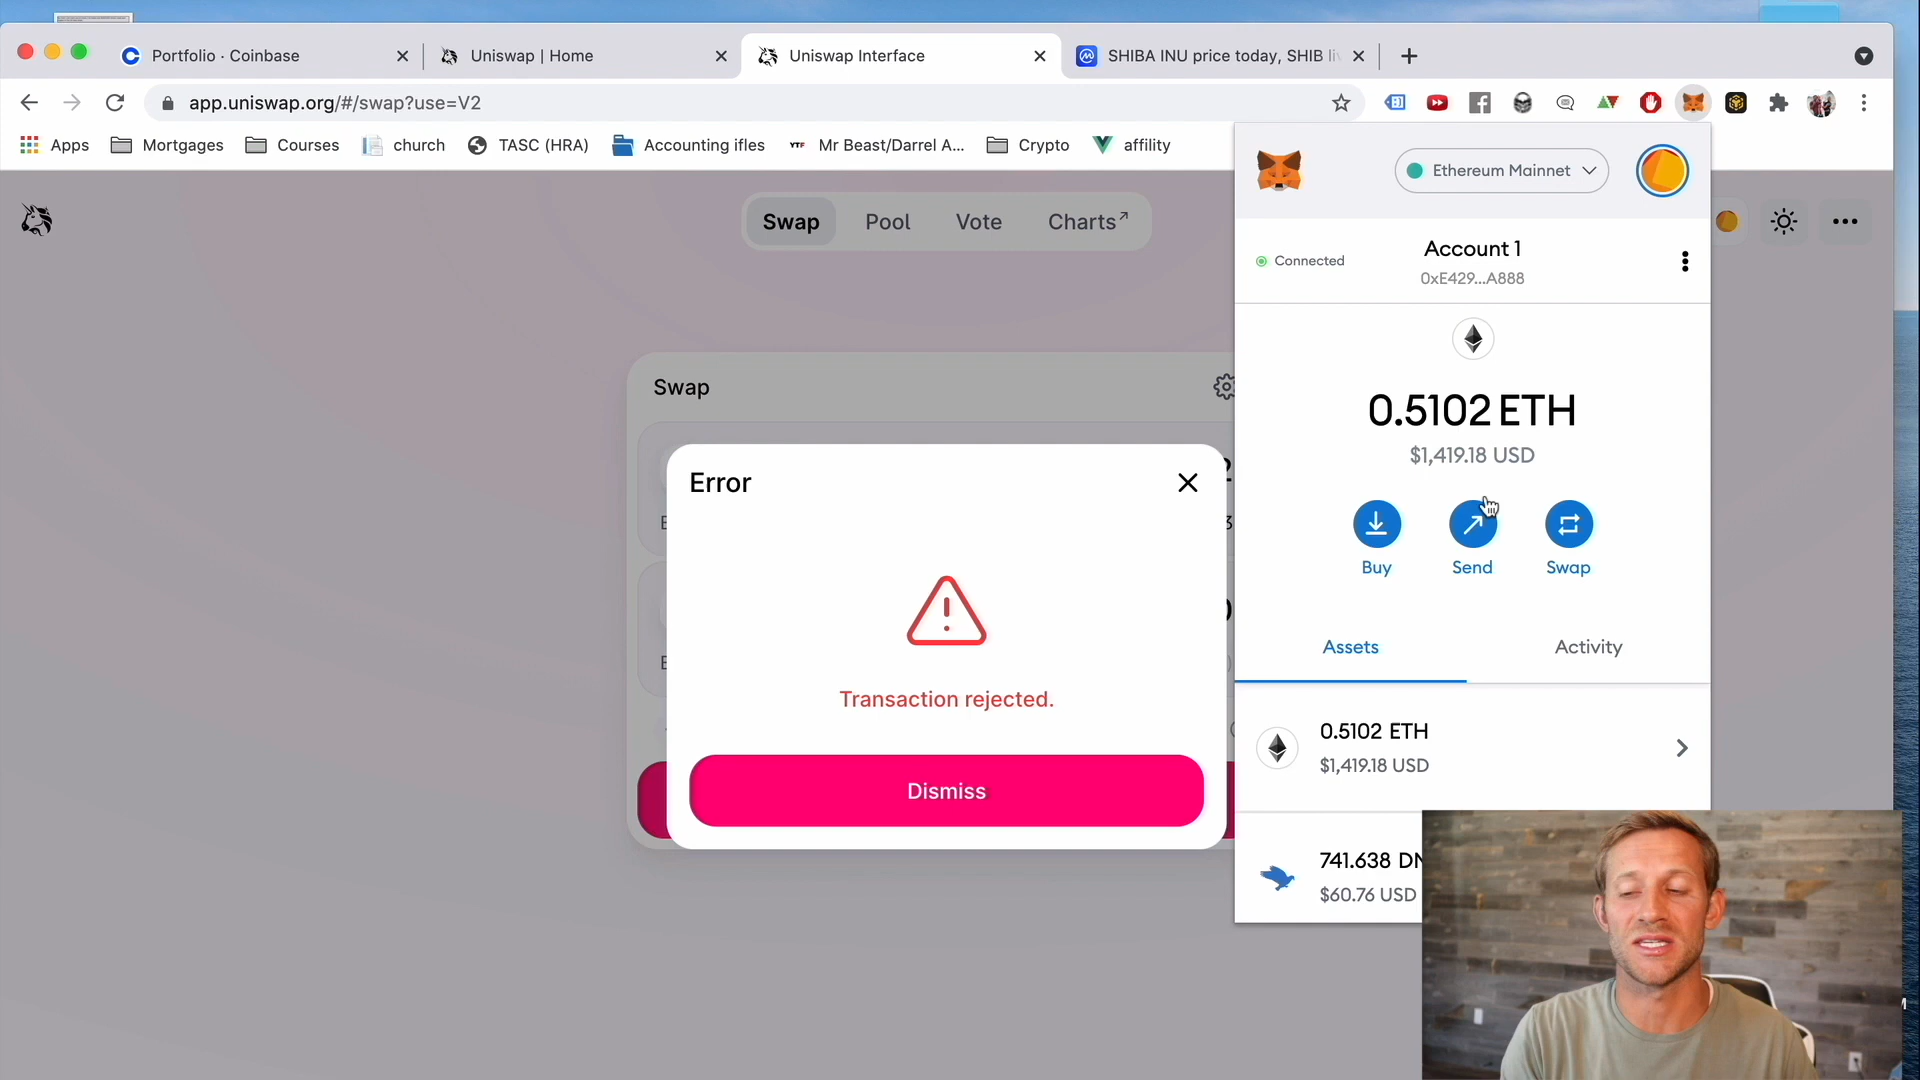 Portfolio · Coinbase
Uniswap | Home
Uniswap Interface
SHIBA INU price today, SHIB li
app.uniswap.org/#/swap?use=V2
Apps
Mortgages
Courses
church
TASC (HRA)
Accounting ifles
YTF
Mr Beast/Darrel A...
Crypto
affility
Ethereum Mainnet
Swap
Pool
Vote
Charts↗
Connected
Account 1
0xE429...A888
0.5102 ETH
$1,419.18 USD
Buy
Send
Swap
Swap
Error
Transaction rejected.
Dismiss
Assets
Activity
0.5102 ETH
$1,419.18 USD
741.638
$60.76 USD